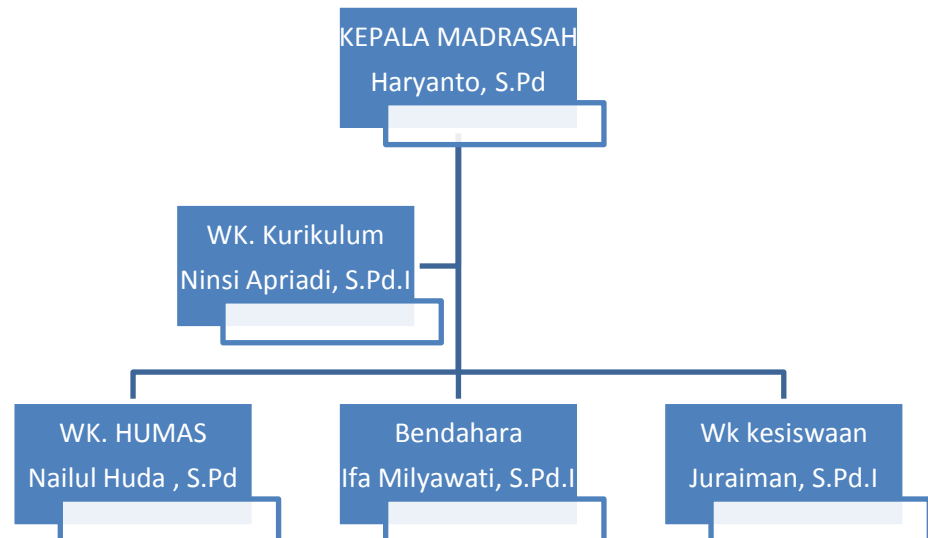 KEPALA MADRASAH
Haryanto, S.Pd
WK. Kurikulum
Ninsi Apriadi, S.Pd.I
WK. HUMAS
Nailul Huda , S.Pd
Bendahara
Ifa Milyawati, S.Pd.I
Wk kesiswaan
Juraiman, S.Pd.I